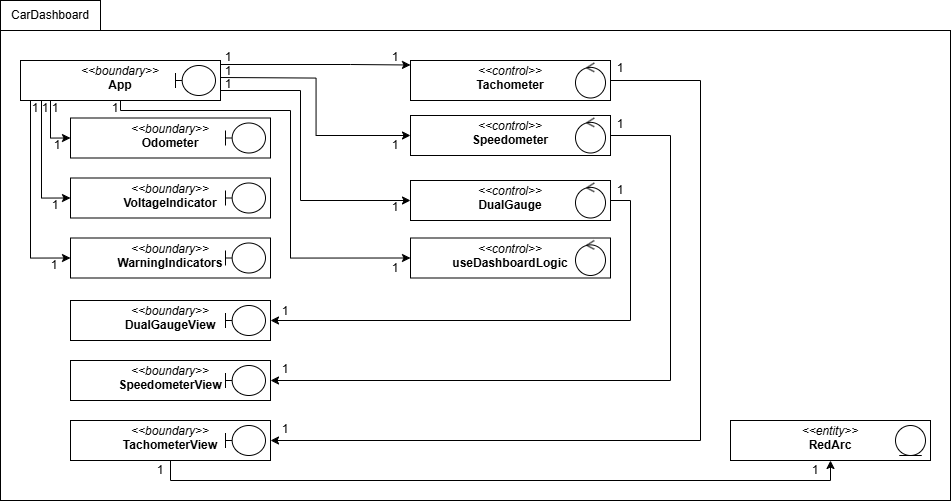 CarDashboard
1
1
<<boundary>>
App
1
1
<<control>>
Tachometer
1
1
1
1
1
1
<<boundary>>
Odometer
1
<<control>>
Speedometer
1
1
<<boundary>>
VoltageIndicator
1
<<control>>
DualGauge
1
1
<<boundary>>
WarningIndicators
1
<<control>>
useDashboardLogic
1
<<boundary>>
DualGaugeView
1
<<boundary>>
SpeedometerView
1
<<boundary>>
TachometerView
1
<<entity>>
RedArc
1
1